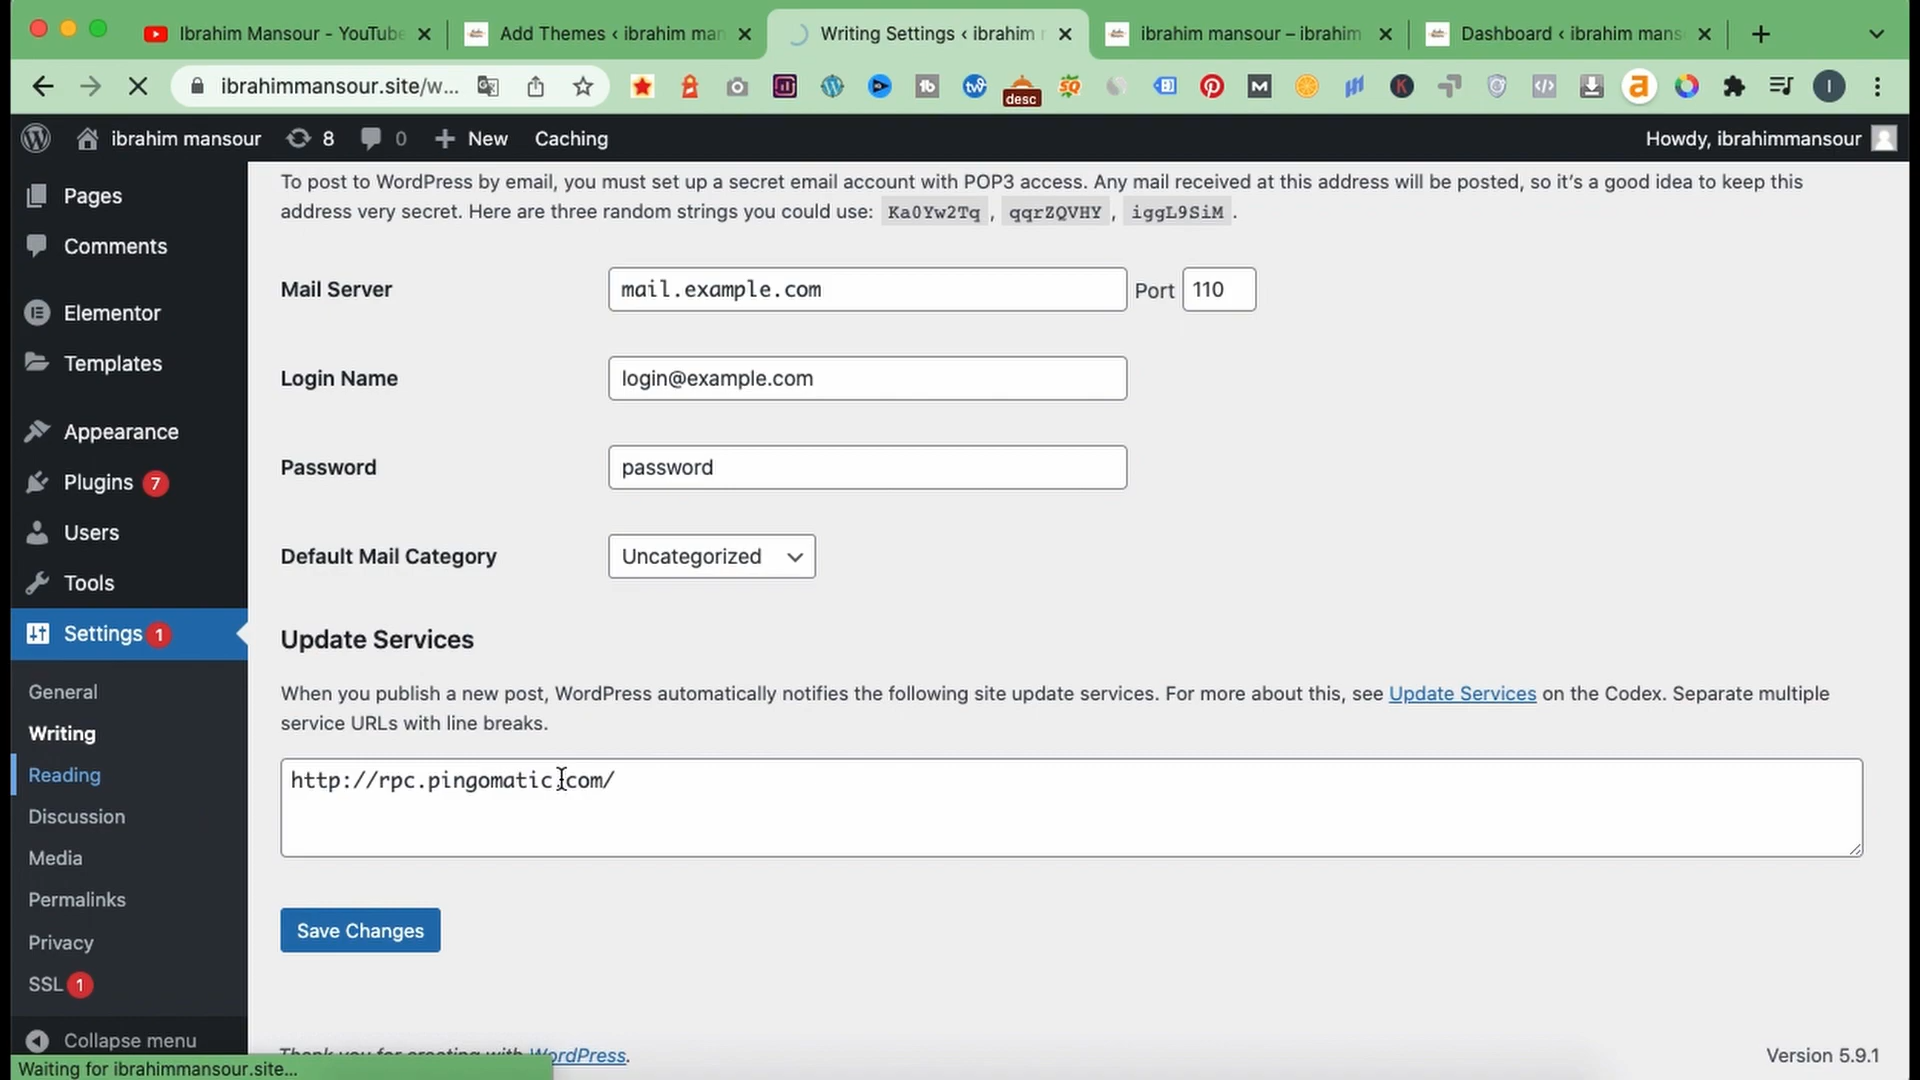 Ibrahim Mansour - YouTube
Add Themes ‹ ibrahim man
Writing Settings ‹ ibrahim
ibrahim mansour – ibrahim
Dashboard ‹ ibrahim mans
ibrahimmansour.site/w...
desc
ibrahim mansour
8
0
New
Caching
Howdy, ibrahimmansour
Pages
Comments
Elementor
Templates
Appearance
Plugins 7
Users
Tools
Settings 1
General
Writing
Reading
Discussion
Media
Permalinks
Privacy
SSL 1
Collapse menu
To post to WordPress by email, you must set up a secret email account with POP3 access. Any mail received at this address will be posted, so it's a good idea to keep this
address very secret. Here are three random strings you could use: Ka0Yw2Tq , qqrZQVHY , iggL9SiM .
Mail Server
mail.example.com
Port 110
Login Name
login@example.com
Password
password
Default Mail Category
Uncategorized
Update Services
When you publish a new post, WordPress automatically notifies the following site update services. For more about this, see Update Services on the Codex. Separate multiple
service URLs with line breaks.
http://rpc.pingomatic.com/
Save Changes
Thank you for creating with WordPress.
Version 5.9.1
Waiting for ibrahimmansour.site...